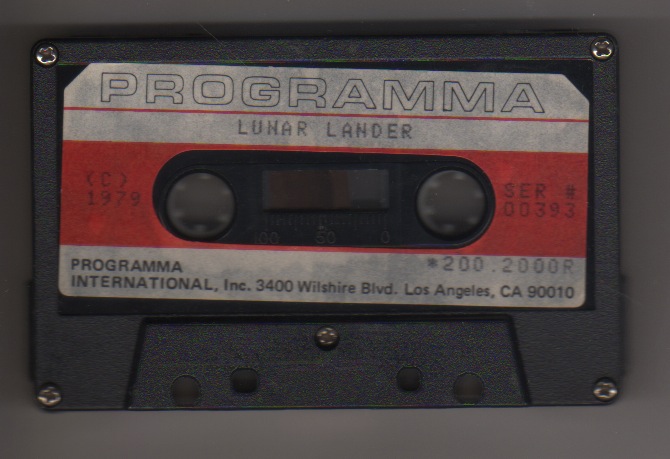 PROGRAMMA
LUNAR LANDER
(C)
1979
SER #
00393
100 50 0
*200.2000R
PROGRAMMA
INTERNATIONAL, Inc. 3400 Wilshire Blvd. Los Angeles, CA 90010